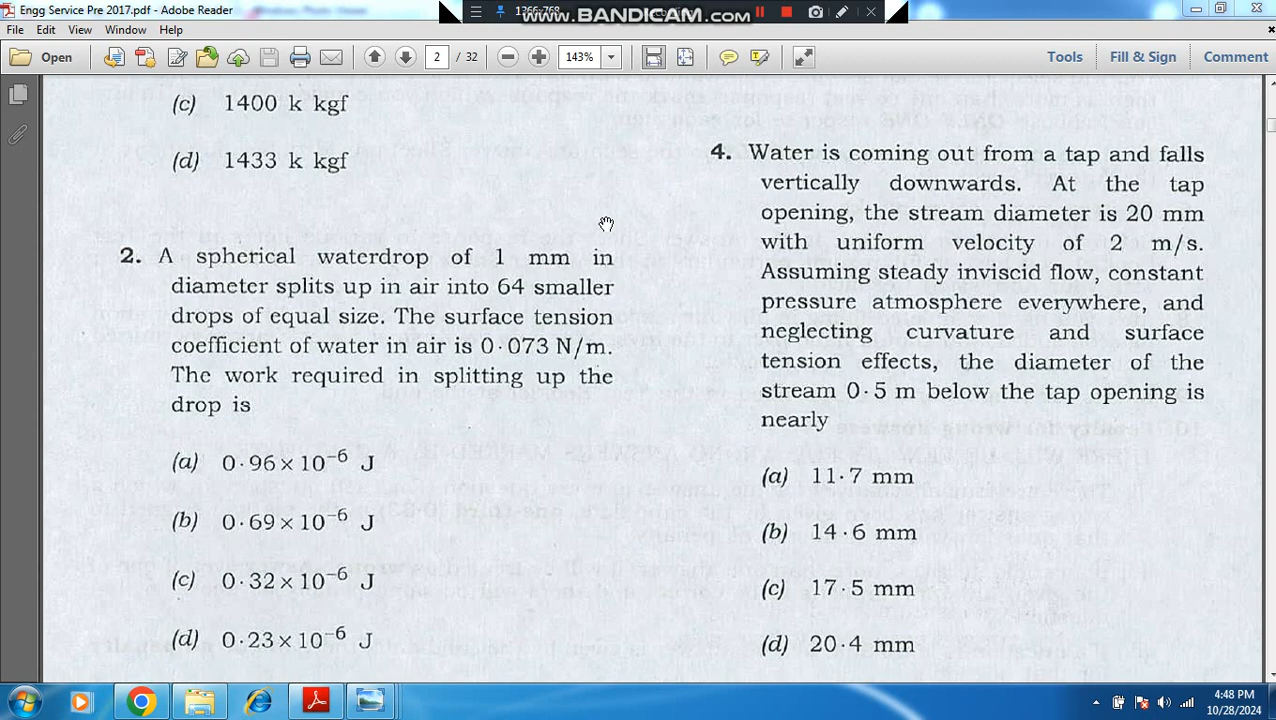 Engg Service Pre 2017.pdf - Adobe Reader
1366x768
www.BANDICAM.com
File Edit View Window Help
Open 2 / 32 143% Tools Fill & Sign Comment
(c) 1400 k kgf
(d) 1433 k kgf
2. A spherical waterdrop of 1 mm in
diameter splits up in air into 64 smaller
drops of equal size. The surface tension
coefficient of water in air is 0·073 N/m.
The work required in splitting up the
drop is
(a) 0·96×10⁻⁶ J
(b) 0·69×10⁻⁶ J
(c) 0·32×10⁻⁶ J
(d) 0·23×10⁻⁶ J
4. Water is coming out from a tap and falls
vertically downwards. At the tap
opening, the stream diameter is 20 mm
with uniform velocity of 2 m/s.
Assuming steady inviscid flow, constant
pressure atmosphere everywhere, and
neglecting curvature and surface
tension effects, the diameter of the
stream 0·5 m below the tap opening is
nearly
(a) 11·7 mm
(b) 14·6 mm
(c) 17·5 mm
(d) 20·4 mm
4:48 PM
10/28/2024